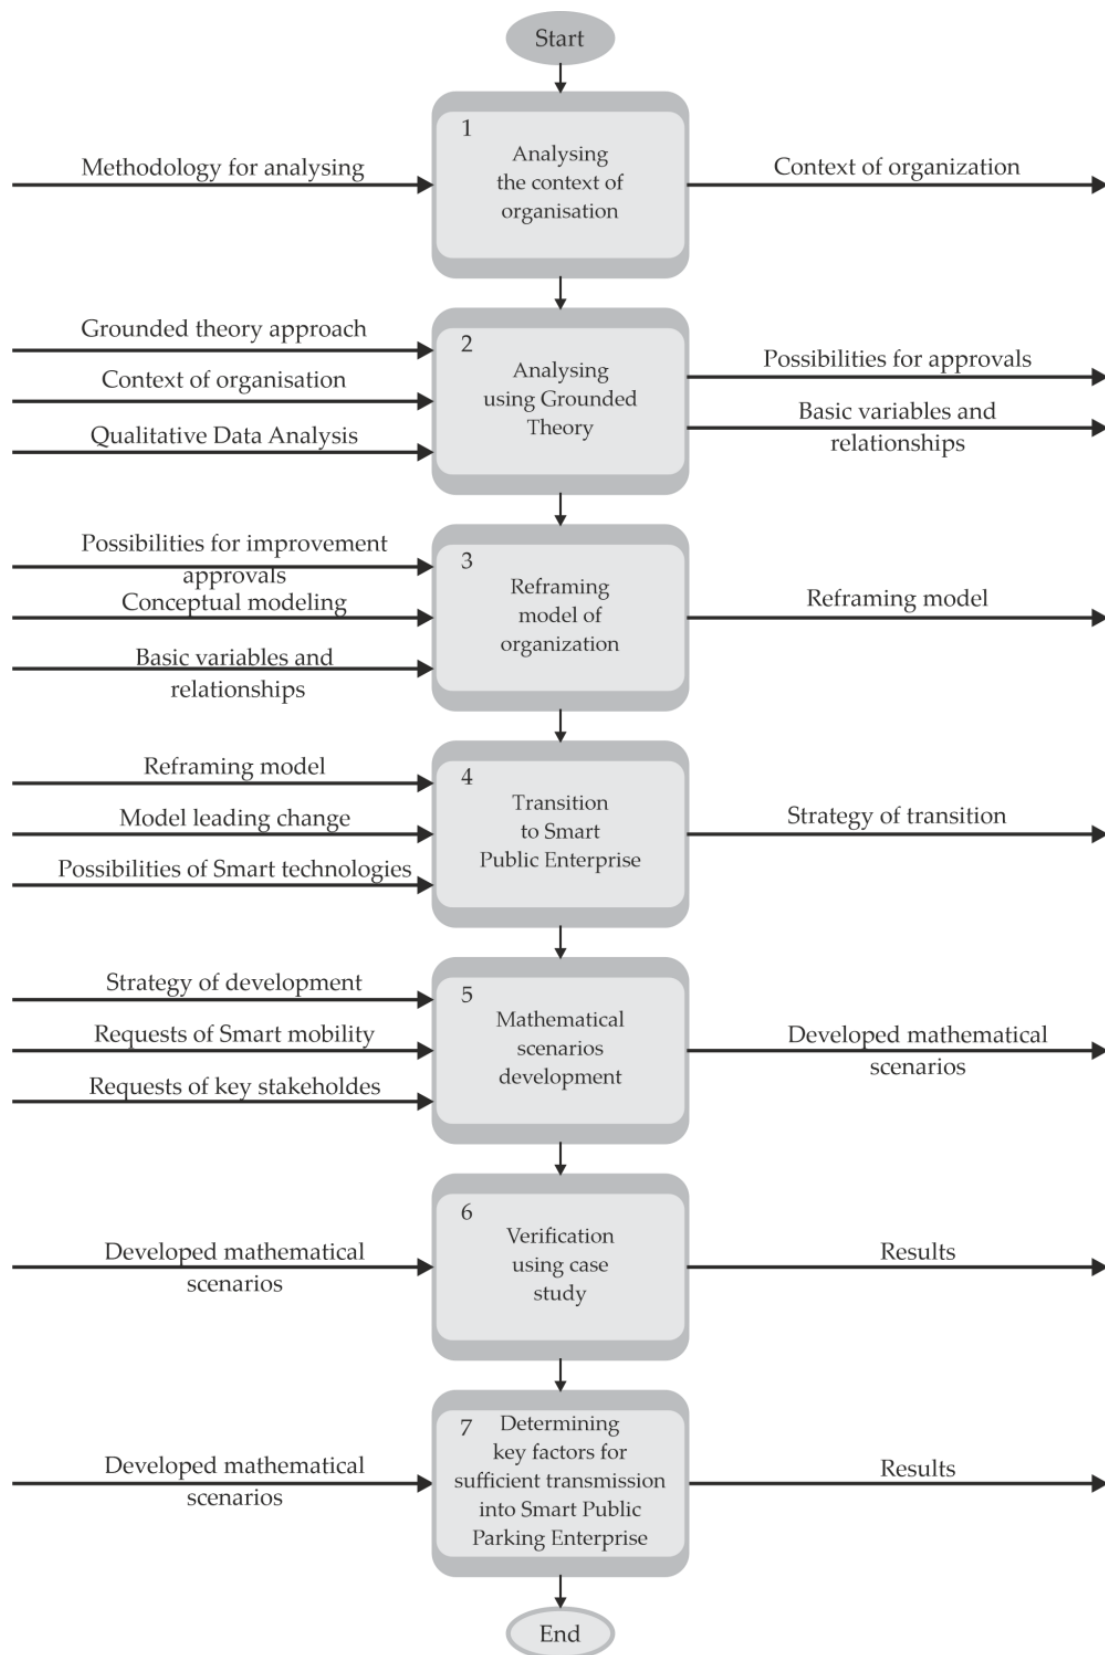 Start
1
Analysing
the context of
organisation
Methodology for analysing
Context of organization
2
Analysing
using Grounded
Theory
Grounded theory approach
Context of organisation
Qualitative Data Analysis
Possibilities for approvals
Basic variables and
relationships
3
Reframing
model of
organization
Possibilities for improvement
approvals
Conceptual modeling
Basic variables and
relationships
Reframing model
4
Transition
to Smart
Public Enterprise
Reframing model
Model leading change
Possibilities of Smart technologies
Strategy of transition
5
Mathematical
scenarios
development
Strategy of development
Requests of Smart mobility
Requests of key stakeholdes
Developed mathematical
scenarios
6
Verification
using case
study
Developed mathematical
scenarios
Results
7
Determining
key factors for
sufficient transmission
into Smart Public
Parking Enterprise
Developed mathematical
scenarios
Results
End